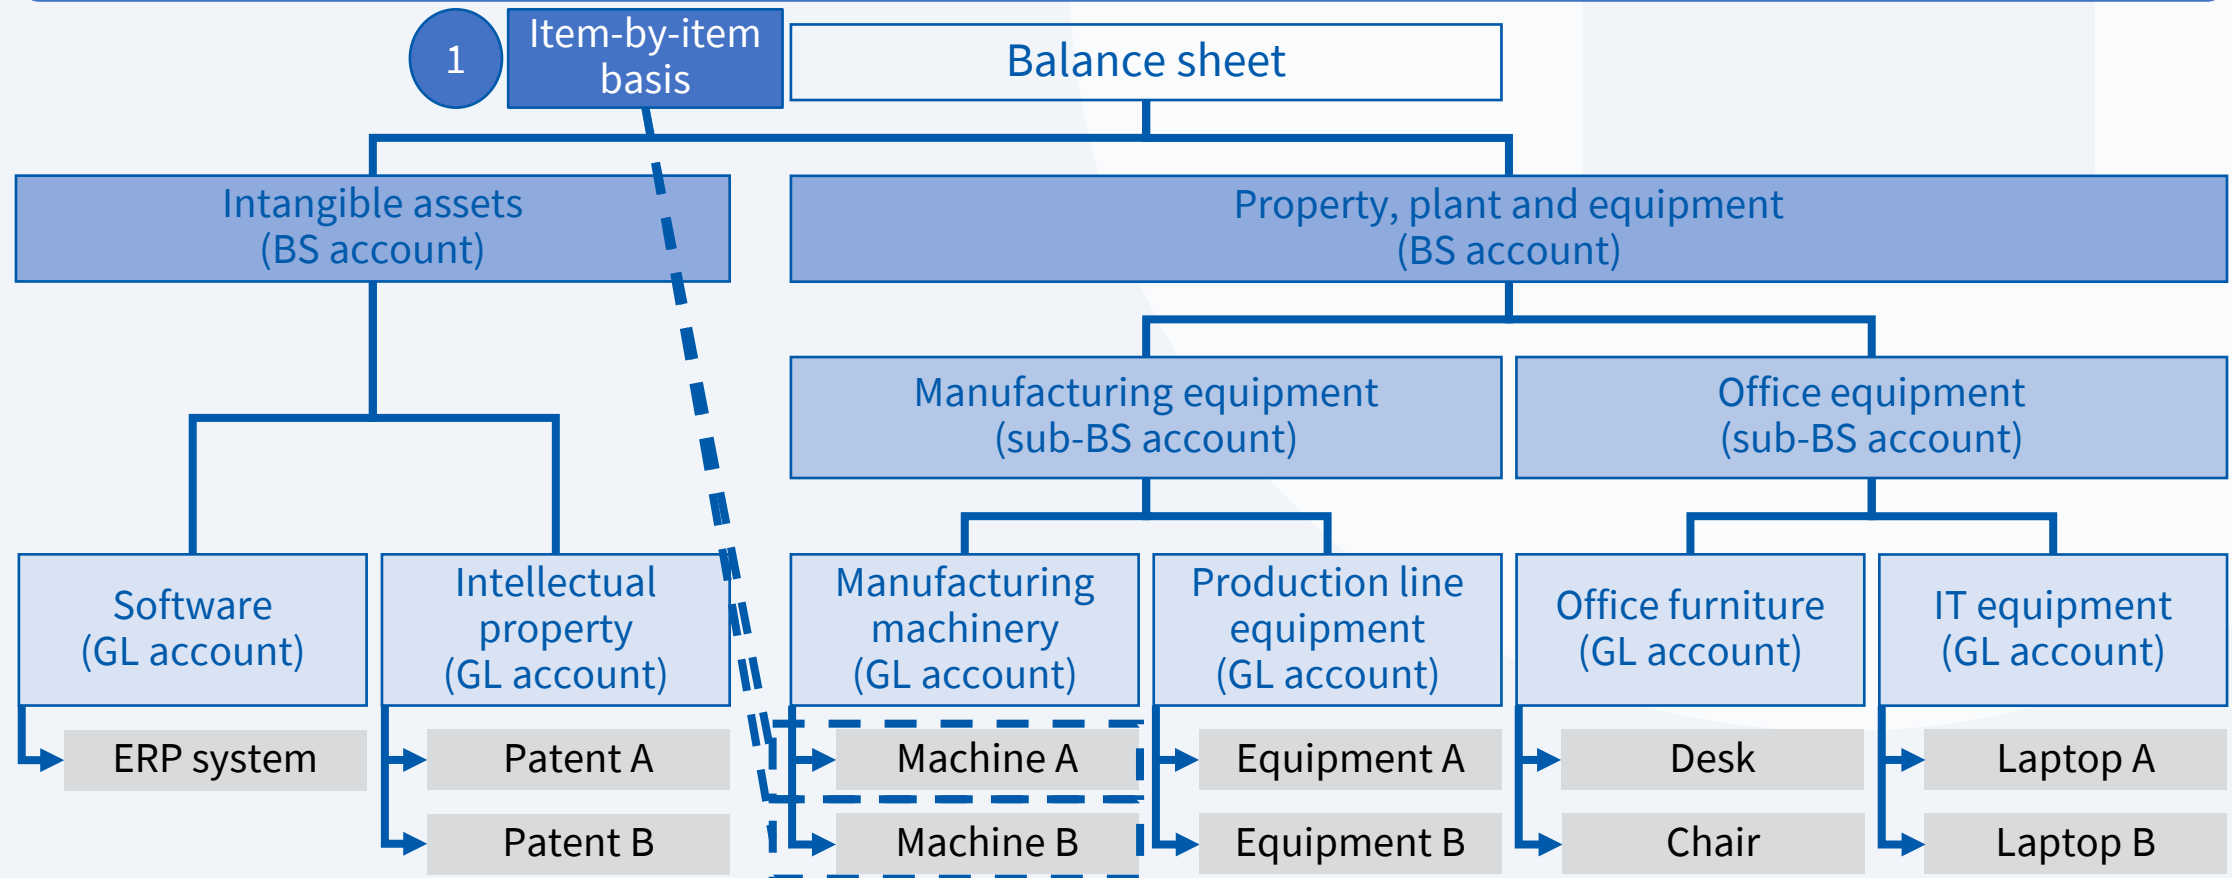 1
Item-by-item
basis
Balance sheet
Intangible assets
(BS account)
Property, plant and equipment
(BS account)
Manufacturing equipment
(sub-BS account)
Office equipment
(sub-BS account)
Software
(GL account)
Intellectual
property
(GL account)
Manufacturing
machinery
(GL account)
Production line
equipment
(GL account)
Office furniture
(GL account)
IT equipment
(GL account)
ERP system
Patent A
Machine A
Equipment A
Desk
Laptop A
Patent B
Machine B
Equipment B
Chair
Laptop B